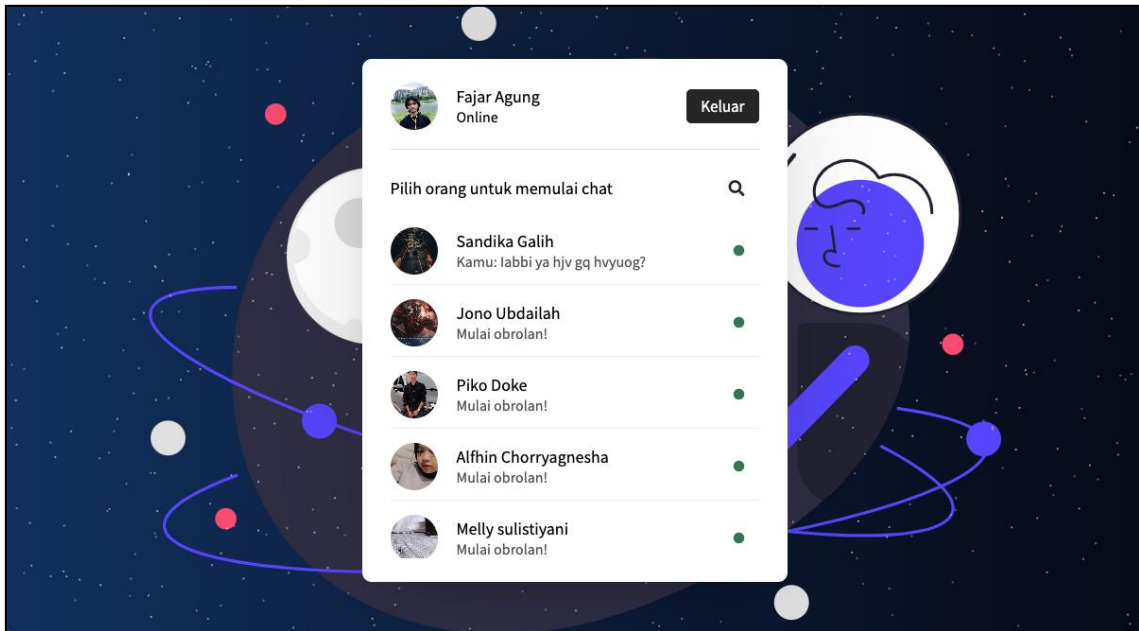 Fajar Agung
Online
Keluar
Pilih orang untuk memulai chat
Sandika Galih
Kamu: Iabbi ya hjv gq hvyuog?
Jono Ubdailah
Mulai obrolan!
Piko Doke
Mulai obrolan!
Alfhin Chorryagnesha
Mulai obrolan!
Melly sulistiyani
Mulai obrolan!